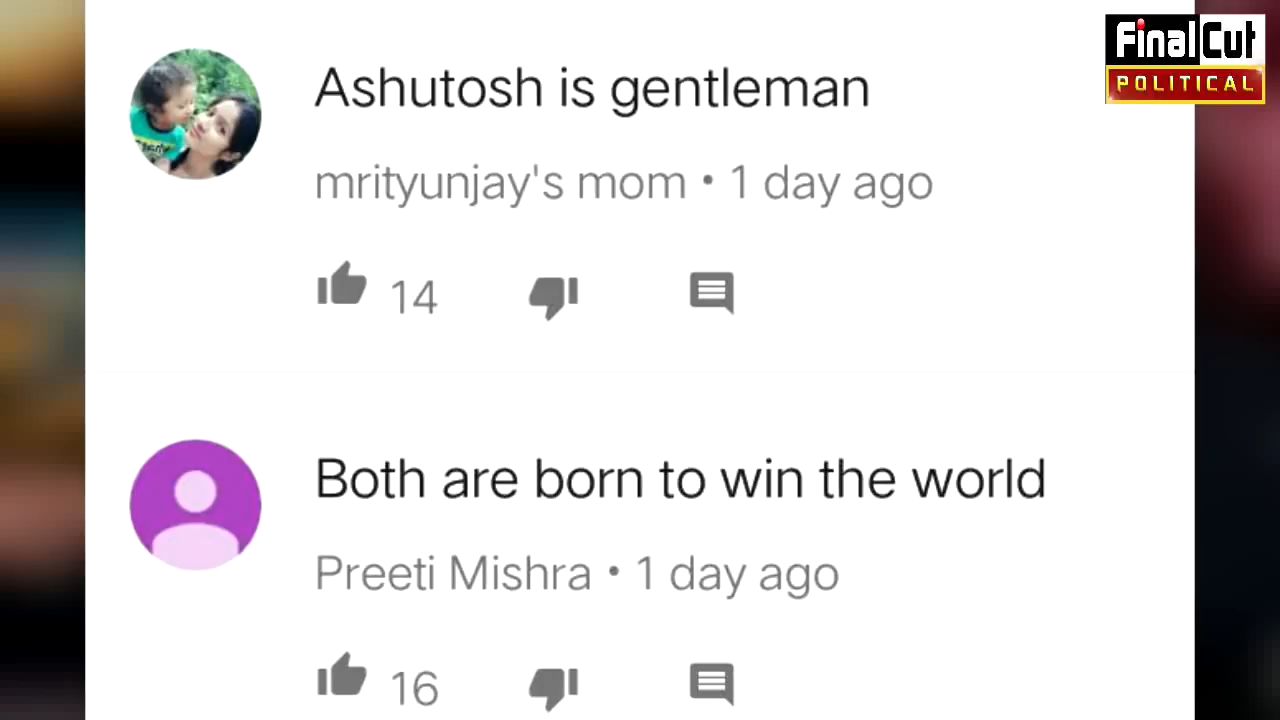 FinalCut
POLITICAL
Ashutosh is gentleman
mrityunjay's mom • 1 day ago
14
Both are born to win the world
Preeti Mishra • 1 day ago
16